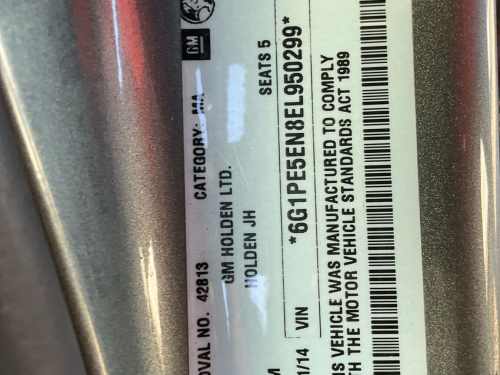 GM
OVAL NO. 42813 CATEGORY: MA
GM HOLDEN LTD.
HOLDEN JH SEATS 5
1/14 VIN *6G1PE5EN8EL950299*
IS VEHICLE WAS MANUFACTURED TO COMPLY
TH THE MOTOR VEHICLE STANDARDS ACT 1989